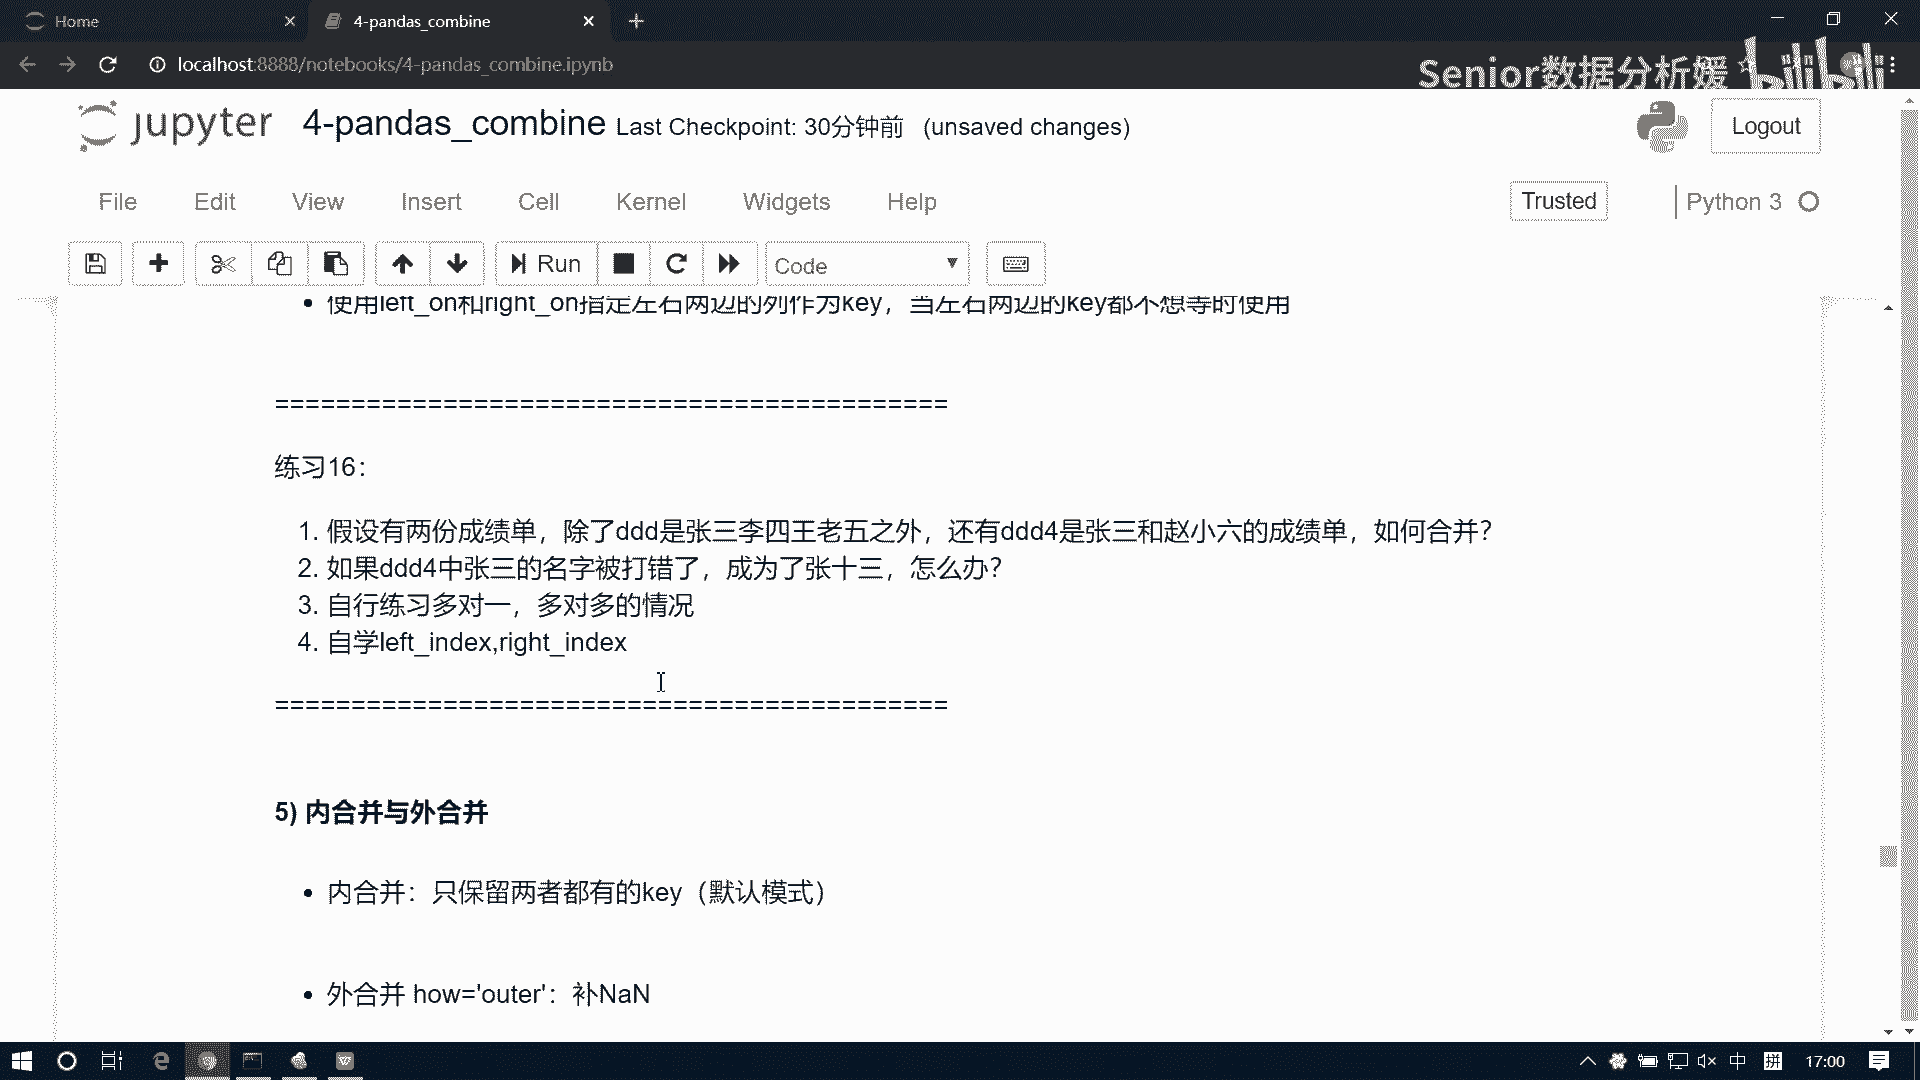 Home
4-pandas_combine
localhost:8888/notebooks/4-pandas_combine.ipynb
Senior数据分析媛
bilibili
jupyter
4-pandas_combine Last Checkpoint: 30分钟前 (unsaved changes)
Logout
File Edit View Insert Cell Kernel Widgets Help
Trusted
Python 3
Run
Code
使用left_on和right_on指定左右两边的列作为key，当左右两边的key都不想等时使用
============================================
练习16：
1. 假设有两份成绩单，除了ddd是张三李四王老五之外，还有ddd4是张三和赵小六的成绩单，如何合并？
2. 如果ddd4中张三的名字被打错了，成为了张十三，怎么办？
3. 自行练习多对一，多对多的情况
4. 自学left_index,right_index
============================================
5) 内合并与外合并
内合并：只保留两者都有的key（默认模式）
外合并 how='outer'：补NaN
中
拼
17:00